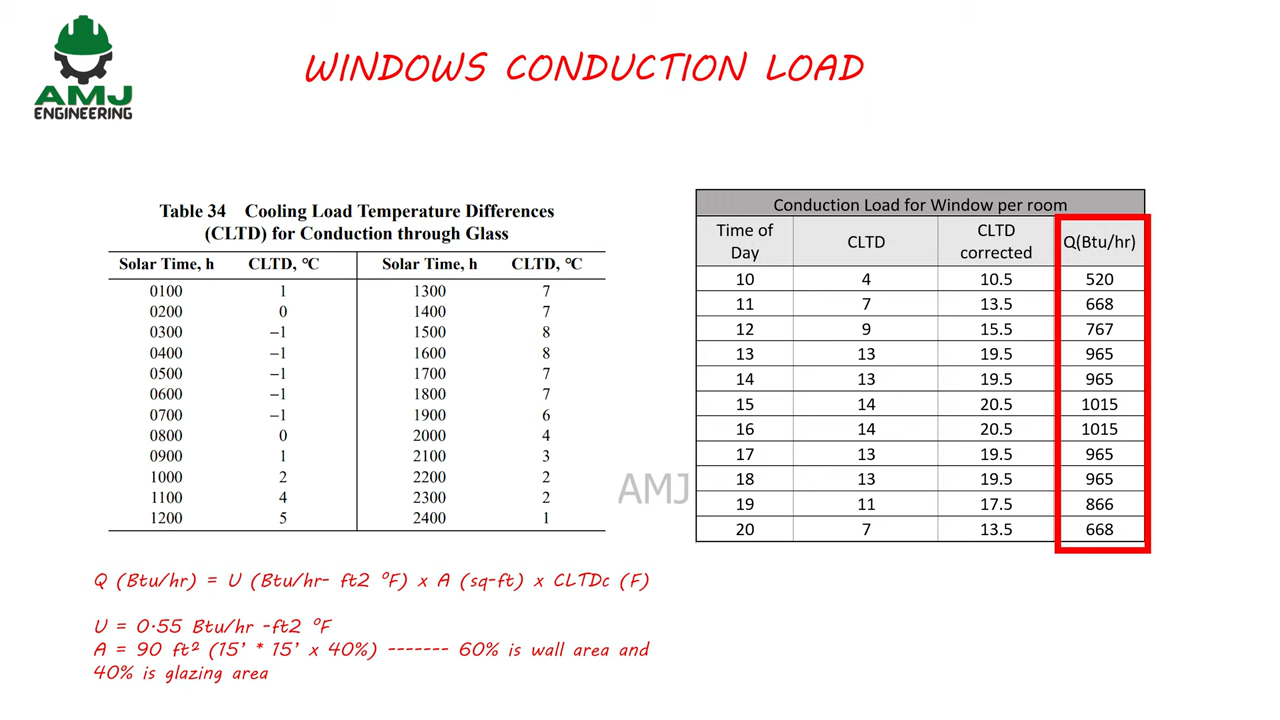 AMJ
ENGINEERING
WINDOWS CONDUCTION LOAD
Table 34 Cooling Load Temperature Differences
(CLTD) for Conduction through Glass
Solar Time, h CLTD, °C Solar Time, h CLTD, °C
0100 1 1300 7
0200 0 1400 7
0300 −1 1500 8
0400 −1 1600 8
0500 −1 1700 7
0600 −1 1800 7
0700 −1 1900 6
0800 0 2000 4
0900 1 2100 3
1000 2 2200 2
1100 4 2300 2
1200 5 2400 1
Conduction Load for Window per room
Time of Day CLTD CLTD corrected Q(Btu/hr)
10 4 10.5 520
11 7 13.5 668
12 9 15.5 767
13 13 19.5 965
14 13 19.5 965
15 14 20.5 1015
16 14 20.5 1015
17 13 19.5 965
18 13 19.5 965
19 11 17.5 866
20 7 13.5 668
AMJ
Q (Btu/hr) = U (Btu/hr- ft2 °F) x A (sq-ft) x CLTDc (F)
U = 0.55 Btu/hr -ft2 °F
A = 90 ft² (15' * 15' x 40%) ------- 60% is wall area and
40% is glazing area